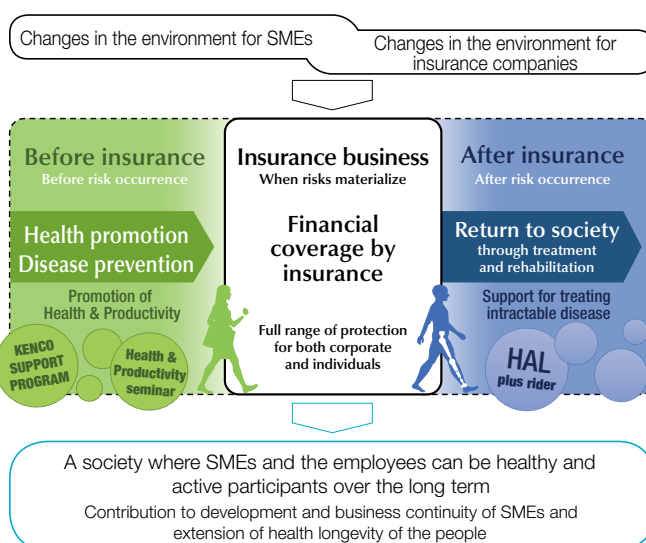 Changes in the environment for SMEs
Changes in the environment for
insurance companies
Before insurance
Before risk occurrence
Health promotion
Disease prevention
Promotion of
Health & Productivity
KENCO
SUPPORT
PROGRAM
Health &
Productivity
seminar
Insurance business
When risks materialize
Financial
coverage by
insurance
Full range of protection
for both corporate
and individuals
After insurance
After risk occurrence
Return to society
through treatment
and rehabilitation
Support for treating
intractable disease
HAL
plus rider
A society where SMEs and the employees can be healthy and
active participants over the long term
Contribution to development and business continuity of SMEs and
extension of health longevity of the people